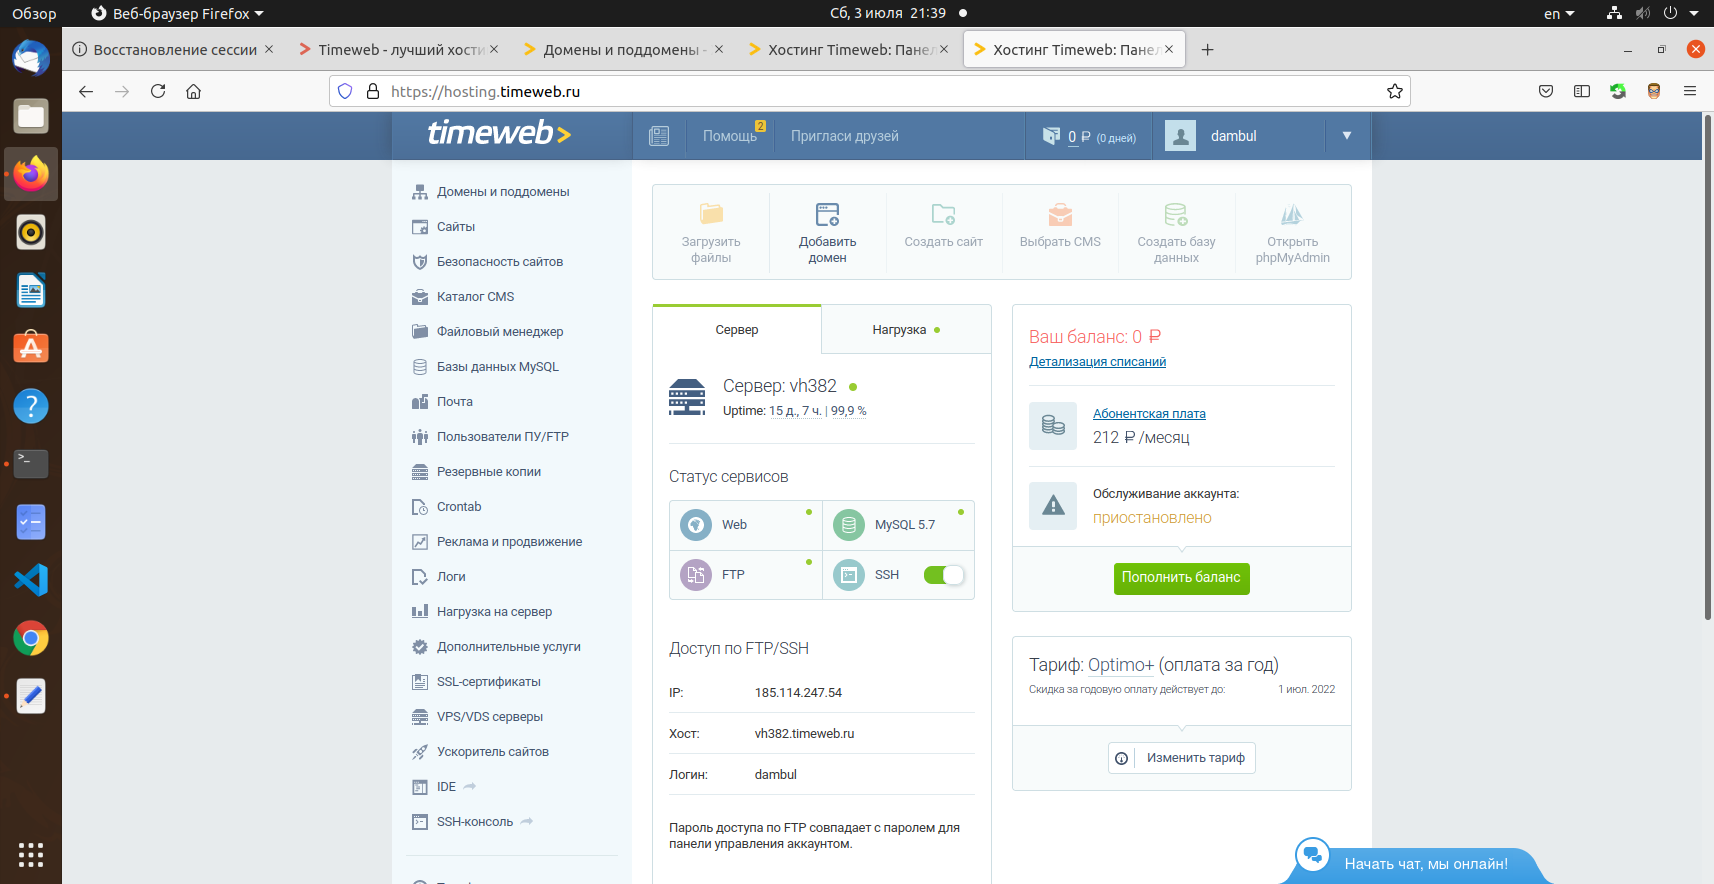 Обзор
Веб-браузер Firefox
Сб, 3 июля 21:39
en
Восстановление сессии
Timeweb - лучший хости
Домены и поддомены -
Хостинг Timeweb: Панел
Хостинг Timeweb: Панел
https://hosting.timeweb.ru
timeweb>
Помощь 2
Пригласи друзей
0 ₽ (0 дней)
dambul
Домены и поддомены
Сайты
Безопасность сайтов
Каталог CMS
Файловый менеджер
Базы данных MySQL
Почта
Пользователи ПУ/FTP
Резервные копии
Crontab
Реклама и продвижение
Логи
Нагрузка на сервер
Дополнительные услуги
SSL-сертификаты
VPS/VDS серверы
Ускоритель сайтов
IDE
SSH-консоль
Загрузить
файлы
Добавить
домен
Создать сайт
Выбрать CMS
Создать базу
данных
Открыть
phpMyAdmin
Сервер
Нагрузка
Сервер: vh382
Uptime: 15 д., 7 ч. | 99,9 %
Статус сервисов
Web
MySQL 5.7
FTP
SSH
Доступ по FTP/SSH
IP: 185.114.247.54
Хост: vh382.timeweb.ru
Логин: dambul
Пароль доступа по FTP совпадает с паролем для
панели управления аккаунтом.
Ваш баланс: 0 ₽
Детализация списаний
Абонентская плата
212 ₽/месяц
Обслуживание аккаунта:
приостановлено
Пополнить баланс
Тариф: Optimo+ (оплата за год)
Скидка за годовую оплату действует до: 1 июл. 2022
Изменить тариф
Начать чат, мы онлайн!